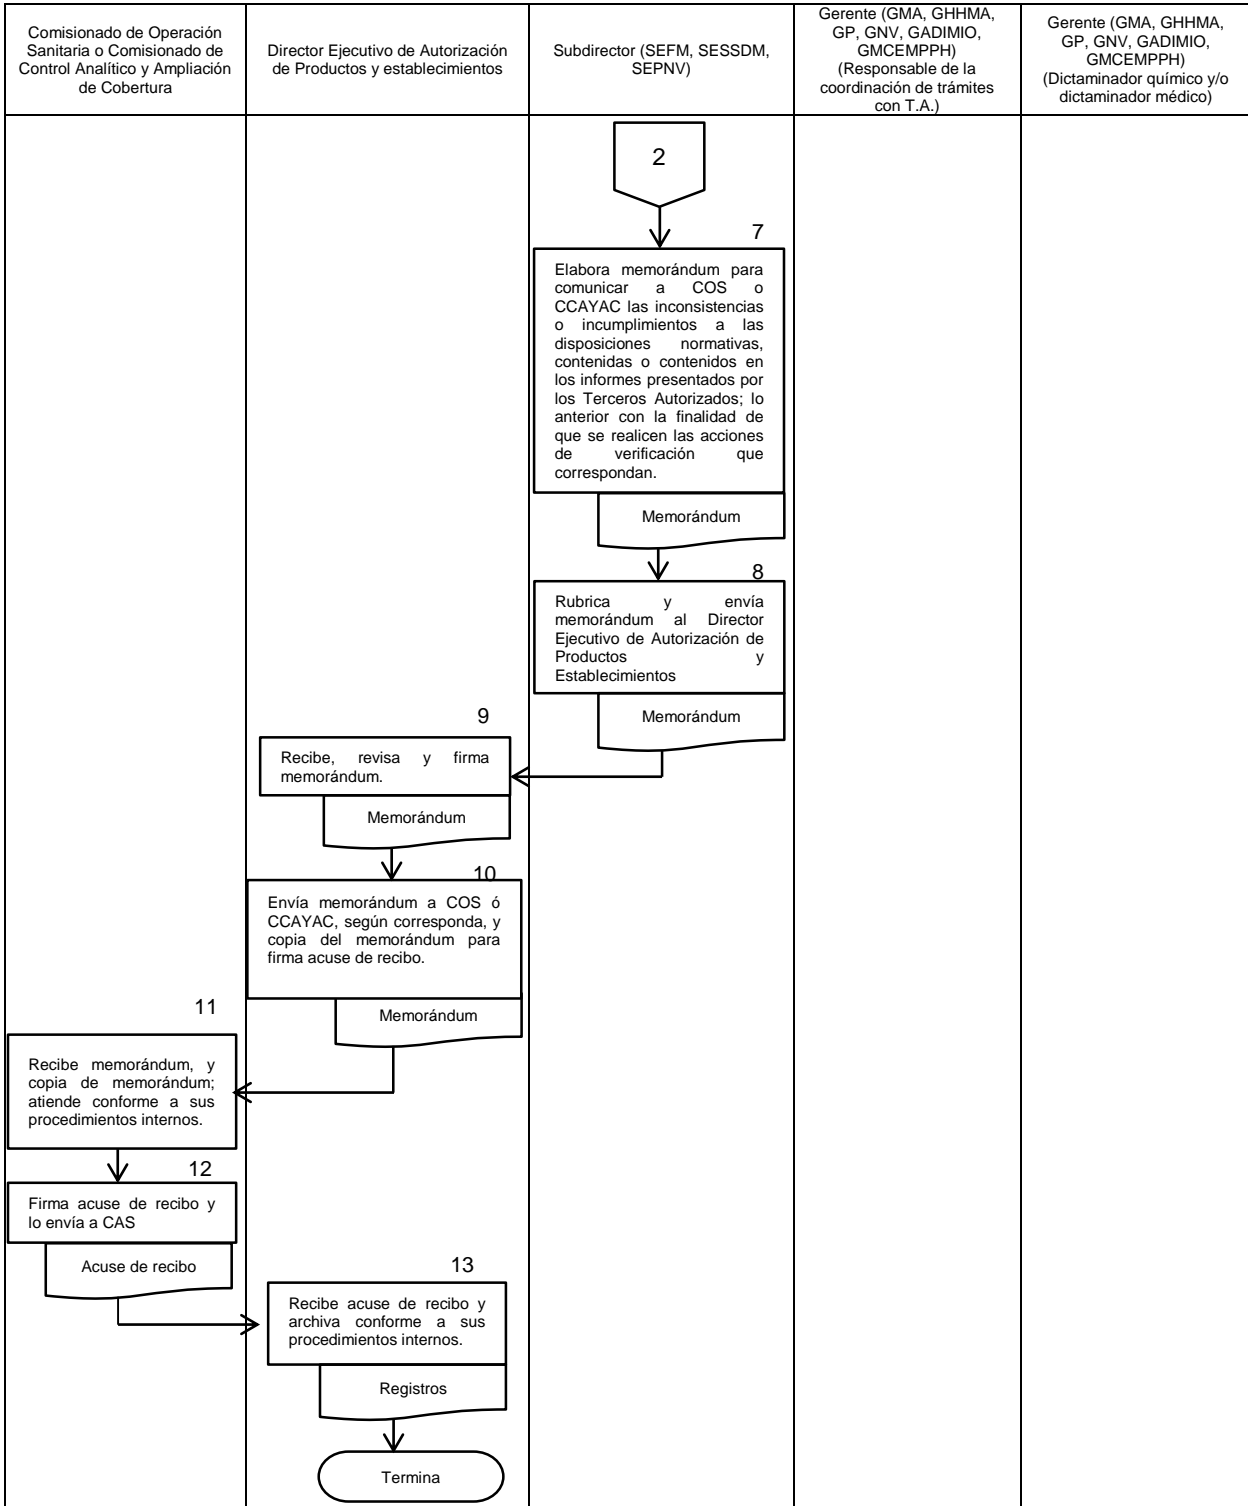 Comisionado de Operación
Sanitaria o Comisionado de
Control Analítico y Ampliación
de Cobertura
Director Ejecutivo de Autorización
de Productos y establecimientos
Subdirector (SEFM, SESSDM,
SEPNV)
Gerente (GMA, GHHMA,
GP, GNV, GADIMIO,
GMCEMPPH)
(Responsable de la
coordinación de trámites
con T.A.)
Gerente (GMA, GHHMA,
GP, GNV, GADIMIO,
GMCEMPPH)
(Dictaminador químico y/o
dictaminador médico)
2
7
Elabora memorándum para
comunicar a COS o
CCAYAC las inconsistencias
o incumplimientos a las
disposiciones normativas,
contenidas o contenidos en
los informes presentados por
los Terceros Autorizados; lo
anterior con la finalidad de
que se realicen las acciones
de verificación que
correspondan.
Memorándum
8
Rubrica y envía
memorándum al Director
Ejecutivo de Autorización de
Productos y
Establecimientos
Memorándum
9
Recibe, revisa y firma
memorándum.
Memorándum
10
Envía memorándum a COS ó
CCAYAC, según corresponda, y
copia del memorándum para
firma acuse de recibo.
Memorándum
11
Recibe memorándum, y
copia de memorándum;
atiende conforme a sus
procedimientos internos.
12
Firma acuse de recibo y
lo envía a CAS
Acuse de recibo
13
Recibe acuse de recibo y
archiva conforme a sus
procedimientos internos.
Registros
Termina